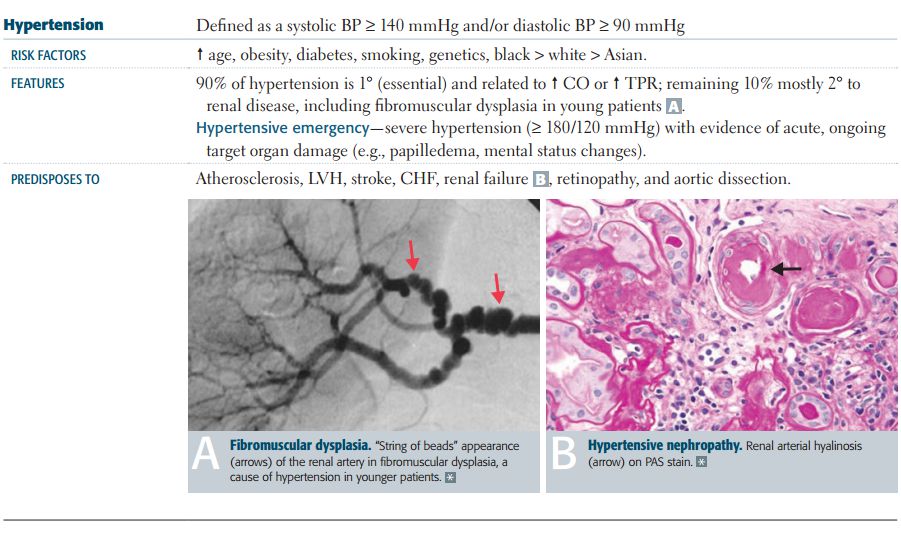 Hypertension Defined as a systolic BP ≥ 140 mmHg and/or diastolic BP ≥ 90 mmHg
RISK FACTORS ↑ age, obesity, diabetes, smoking, genetics, black > white > Asian.
FEATURES 90% of hypertension is 1° (essential) and related to ↑ CO or ↑ TPR; remaining 10% mostly 2° to
renal disease, including fibromuscular dysplasia in young patients A.
Hypertensive emergency—severe hypertension (≥ 180/120 mmHg) with evidence of acute, ongoing
target organ damage (e.g., papilledema, mental status changes).
PREDISPOSES TO Atherosclerosis, LVH, stroke, CHF, renal failure B, retinopathy, and aortic dissection.
A Fibromuscular dysplasia. "String of beads" appearance
(arrows) of the renal artery in fibromuscular dysplasia, a
cause of hypertension in younger patients. *
B Hypertensive nephropathy. Renal arterial hyalinosis
(arrow) on PAS stain. *